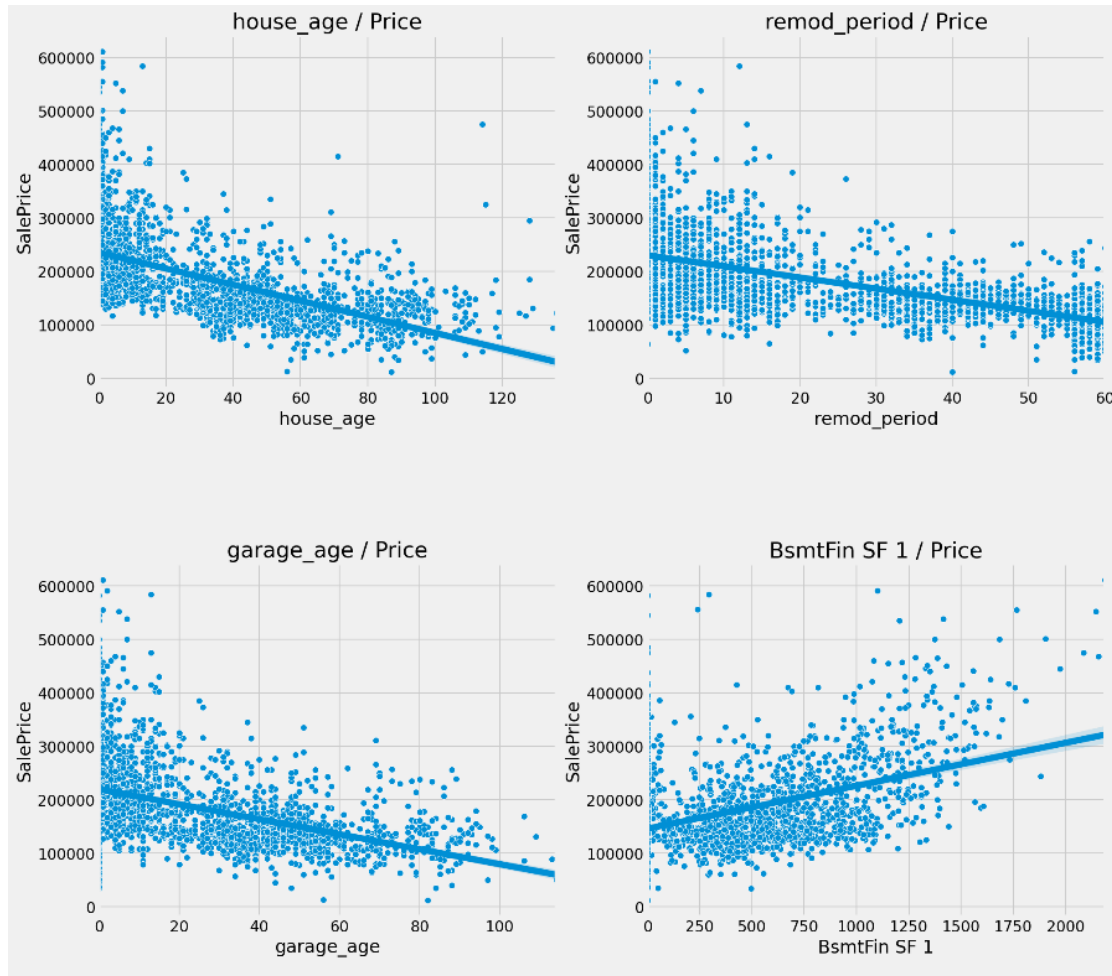 house_age / Price
600000
500000
400000
300000
200000
100000
0
SalePrice
0 20 40 60 80 100 120
house_age
remod_period / Price
600000
500000
400000
300000
200000
100000
0
SalePrice
0 10 20 30 40 50 60
remod_period
garage_age / Price
600000
500000
400000
300000
200000
100000
0
SalePrice
0 20 40 60 80 100
garage_age
BsmtFin SF 1 / Price
600000
500000
400000
300000
200000
100000
0
SalePrice
250 500 750 1000 1250 1500 1750 2000
BsmtFin SF 1